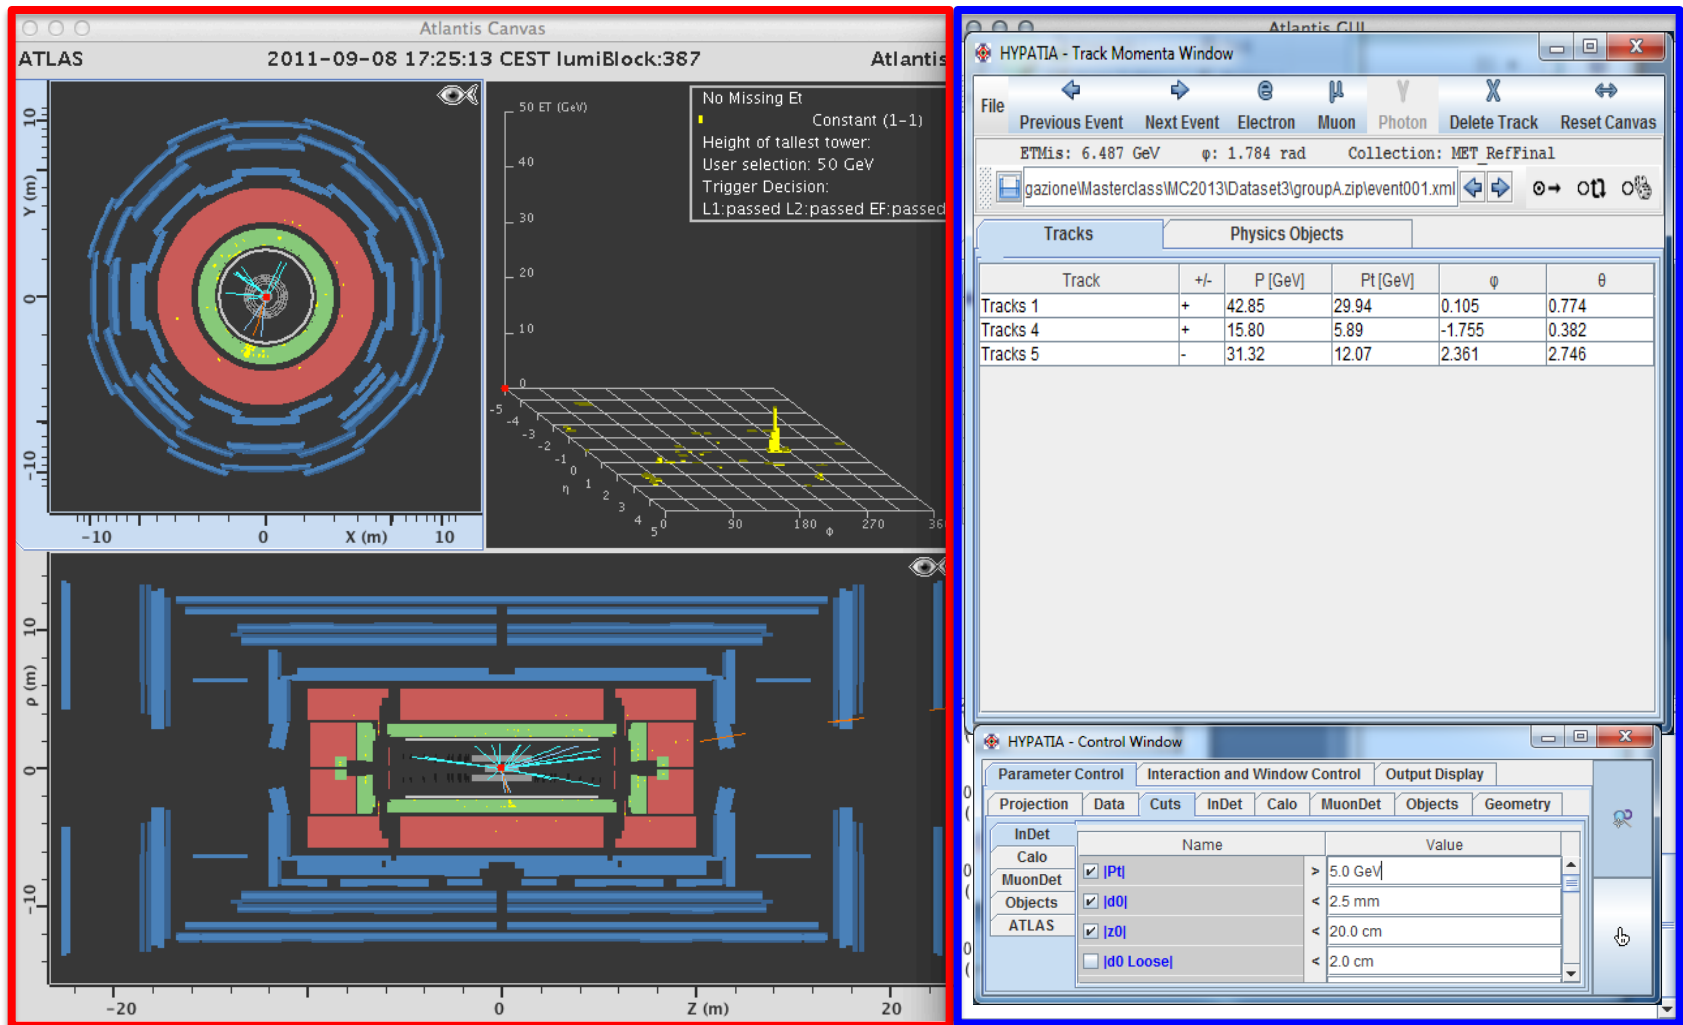 Atlantis Canvas
ATLAS 2011-09-08 17:25:13 CEST lumiBlock:387 Atlantis
10
Y (m)
0
-10
-10 0 X (m) 10
50 ET (GeV)
40
30
20
10
0
No Missing Et
Constant (1-1)
Height of tallest tower:
User selection: 50 GeV
Trigger Decision:
L1:passed L2:passed EF:passed
-5
-4
-3
-2
-1
0
η 1
2
3
4
5
0 90 180 270 36
φ
10
ρ (m)
0
-10
-20 0 Z (m) 20
Atlantis GUI
HYPATIA - Track Momenta Window
File
Previous Event Next Event Electron Muon Photon Delete Track Reset Canvas
ETMis: 6.487 GeV φ: 1.784 rad Collection: MET_RefFinal
gazione\Masterclass\MC2013\Dataset3\groupA.zip\event001.xml
Tracks Physics Objects
Track +/- P [GeV] Pt [GeV] φ θ
Tracks 1 + 42.85 29.94 0.105 0.774
Tracks 4 + 15.80 5.89 -1.755 0.382
Tracks 5 - 31.32 12.07 2.361 2.746
HYPATIA - Control Window
Parameter Control Interaction and Window Control Output Display
Projection Data Cuts InDet Calo MuonDet Objects Geometry
InDet
Calo
MuonDet
Objects
ATLAS
Name Value
|Pt| > 5.0 GeV
|d0| < 2.5 mm
|z0| < 20.0 cm
|d0 Loose| < 2.0 cm